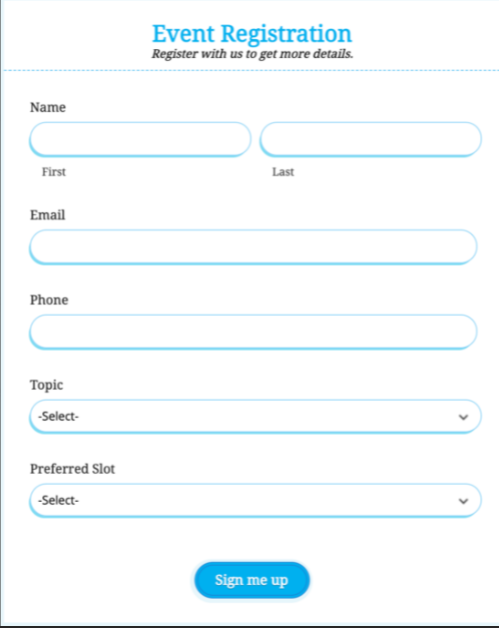 Event Registration
Register with us to get more details.
Name
First Last
Email
Phone
Topic
-Select-
Preferred Slot
-Select-
Sign me up